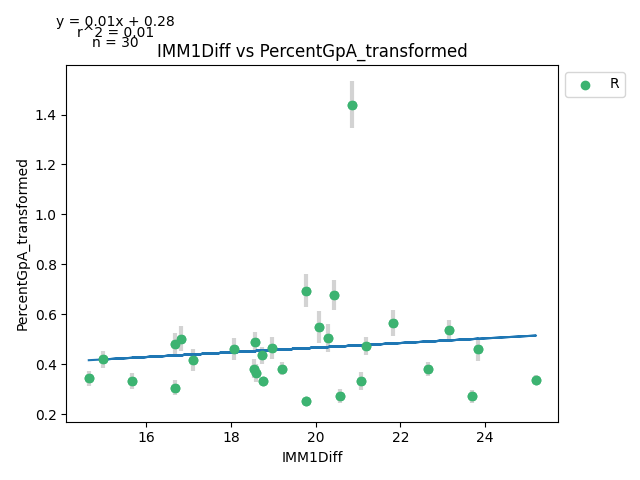 y = 0.01x + 0.28
r^2 = 0.01
n = 30
IMM1Diff vs PercentGpA_transformed
R
PercentGpA_transformed
1.4
1.2
1.0
0.8
0.6
0.4
0.2
16 18 20 22 24
IMM1Diff